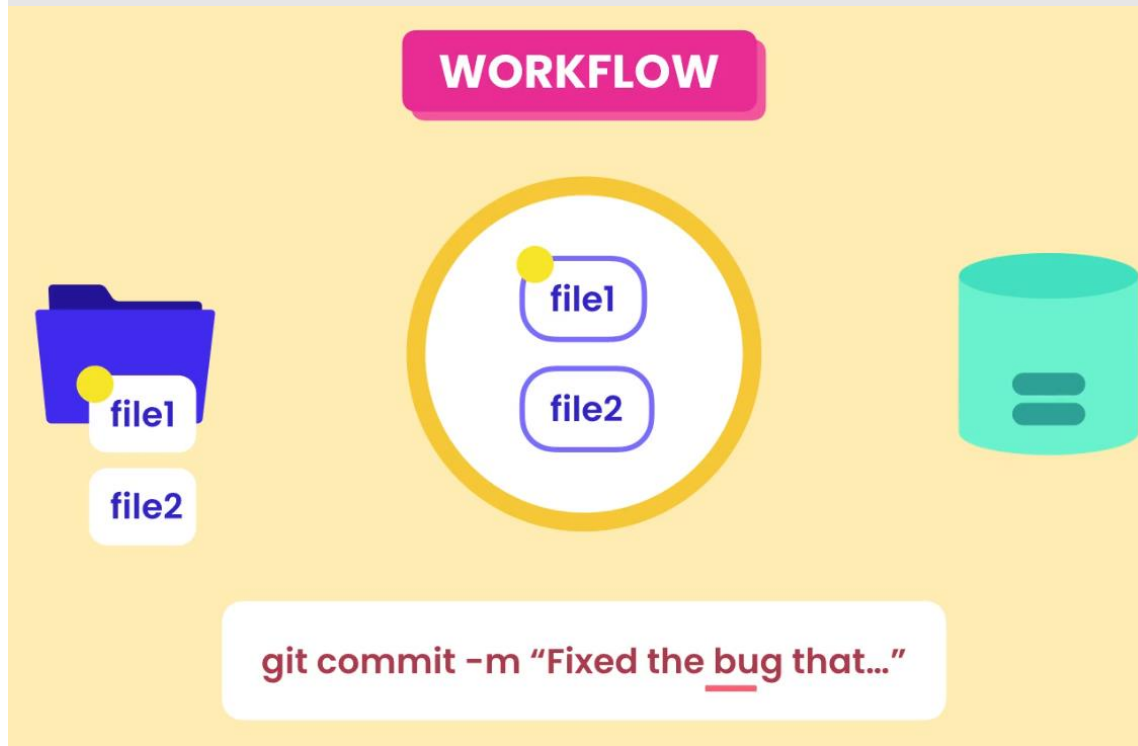 WORKFLOW
file1
file2
file1
file2
git commit -m “Fixed the bug that...”